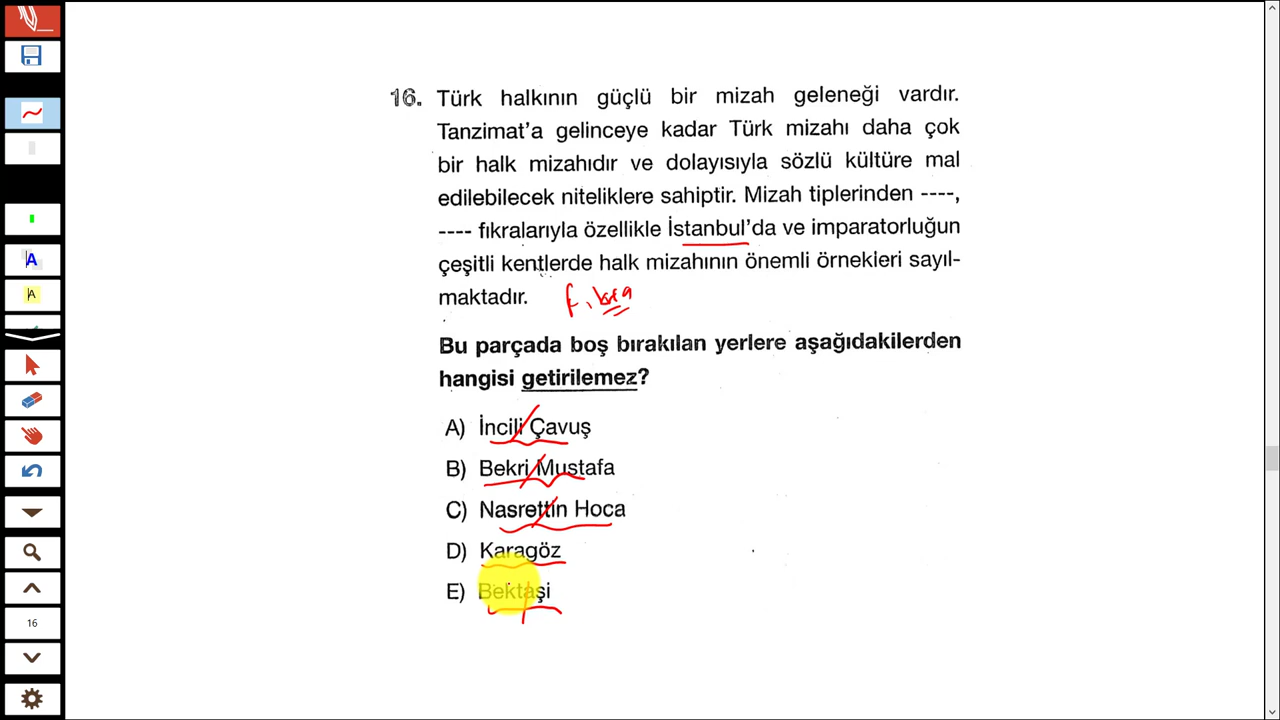 16. Türk halkının güçlü bir mizah geleneği vardır.
Tanzimat'a gelinceye kadar Türk mizahı daha çok
bir halk mizahıdır ve dolayısıyla sözlü kültüre mal
edilebilecek niteliklere sahiptir. Mizah tiplerinden ----,
---- fıkralarıyla özellikle İstanbul'da ve imparatorluğun
çeşitli kentlerde halk mizahının önemli örnekleri sayıl-
maktadır.
Bu parçada boş bırakılan yerlere aşağıdakilerden
hangisi getirilemez?
A) İncili Çavuş
B) Bekri Mustafa
C) Nasrettin Hoca
D) Karagöz
E) Bektaşi
A
A
16